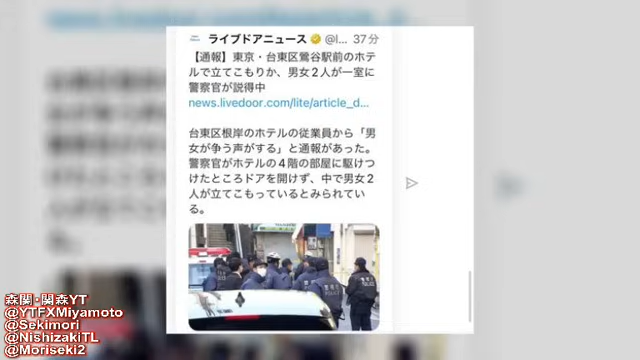 ライブドアニュース @l... 37分
【通報】東京・台東区鶯谷駅前のホテ
ルで立てこもりか、男女2人が一室に
警察官が説得中
news.livedoor.com/lite/article_d...
台東区根岸のホテルの従業員から「男
女が争う声がする」と通報があった。
警察官がホテルの4階の部屋に駆けつ
けたところドアを開けず、中で男女2
人が立てこもっているとみられてい
る。
森関·関森YT
@YTFXMiyamoto
@Sekimori
@NishizakiTL
@Moriseki2